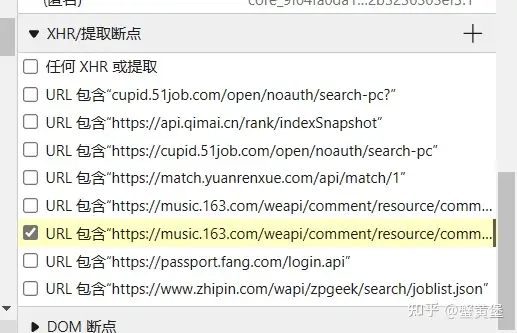 XHR/提取断点
任何 XHR 或提取
URL 包含“cupid.51job.com/open/noauth/search-pc?”
URL 包含“https://api.qimai.cn/rank/indexSnapshot”
URL 包含“https://cupid.51job.com/open/noauth/search-pc”
URL 包含“https://match.yuanrenxue.com/api/match/1”
URL 包含“https://music.163.com/weapi/comment/resource/comm...
URL 包含“https://music.163.com/weapi/comment/resource/comm...
URL 包含“https://passport.fang.com/login.api”
URL 包含“https://www.zhipin.com/wapi/zpgeek/search/joblist.json”
DOM 断点
知乎 @蟹黄堡